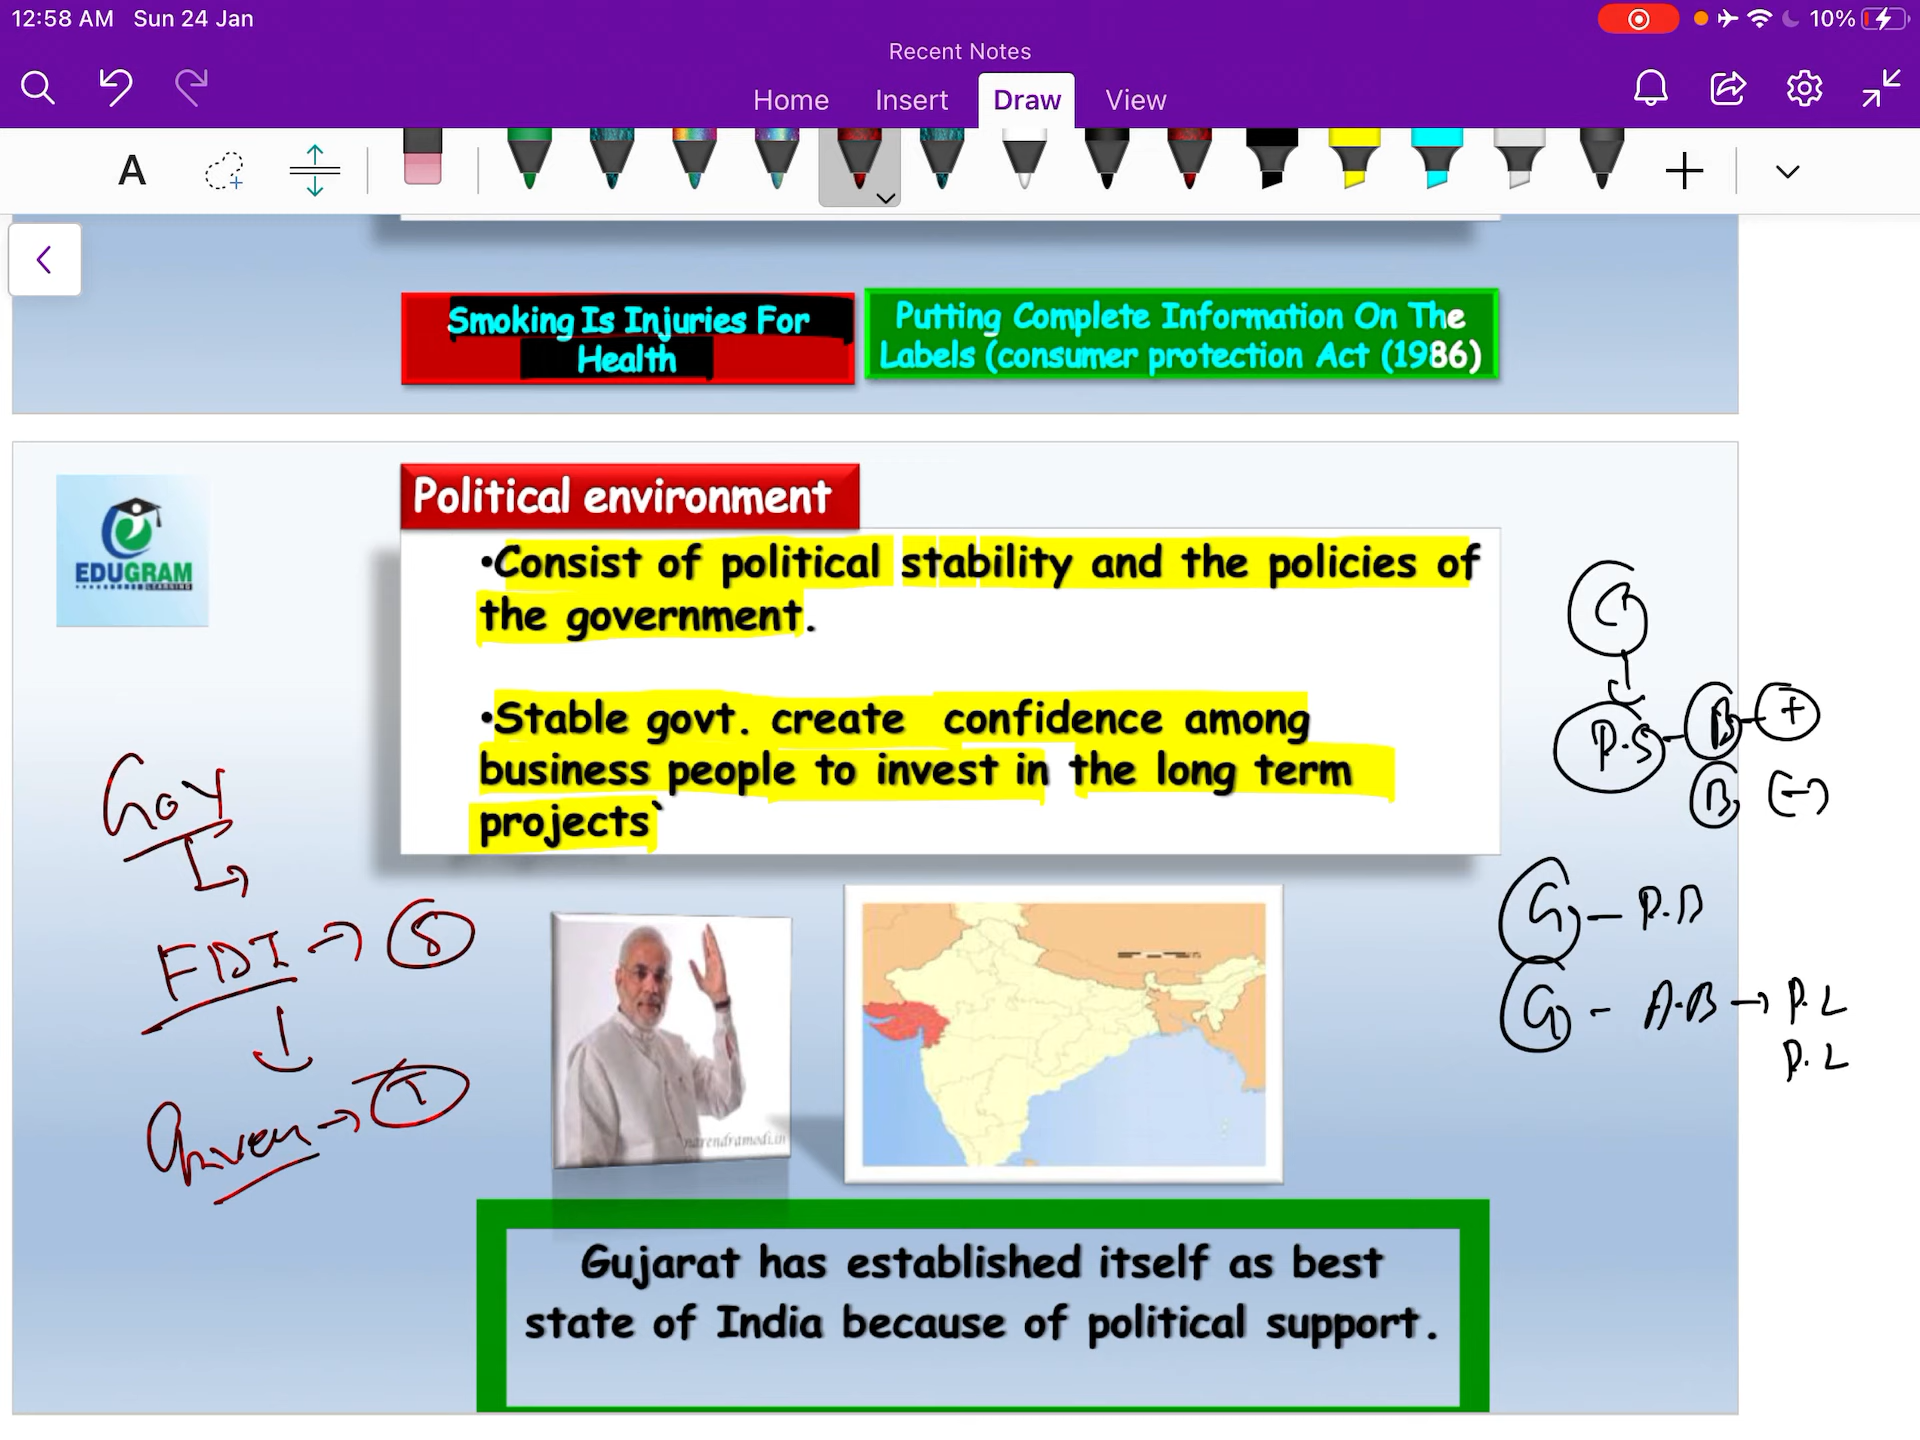 12:58 AM Sun 24 Jan
10%
Recent Notes
Home Insert Draw View
A
Smoking Is Injuries For
Health
Putting Complete Information On The
Labels (consumer protection Act (1986)
EDUGRAM
LEARNING
Political environment
•Consist of political stability and the policies of
the government.
•Stable govt. create confidence among
business people to invest in the long term
projects`
Gov
FDI → S
→ T
G
P.S - B - +
B (-)
G - P.B
G - A.B → P.L
P.L
narendramodi.in
Gujarat has established itself as best
state of India because of political support.